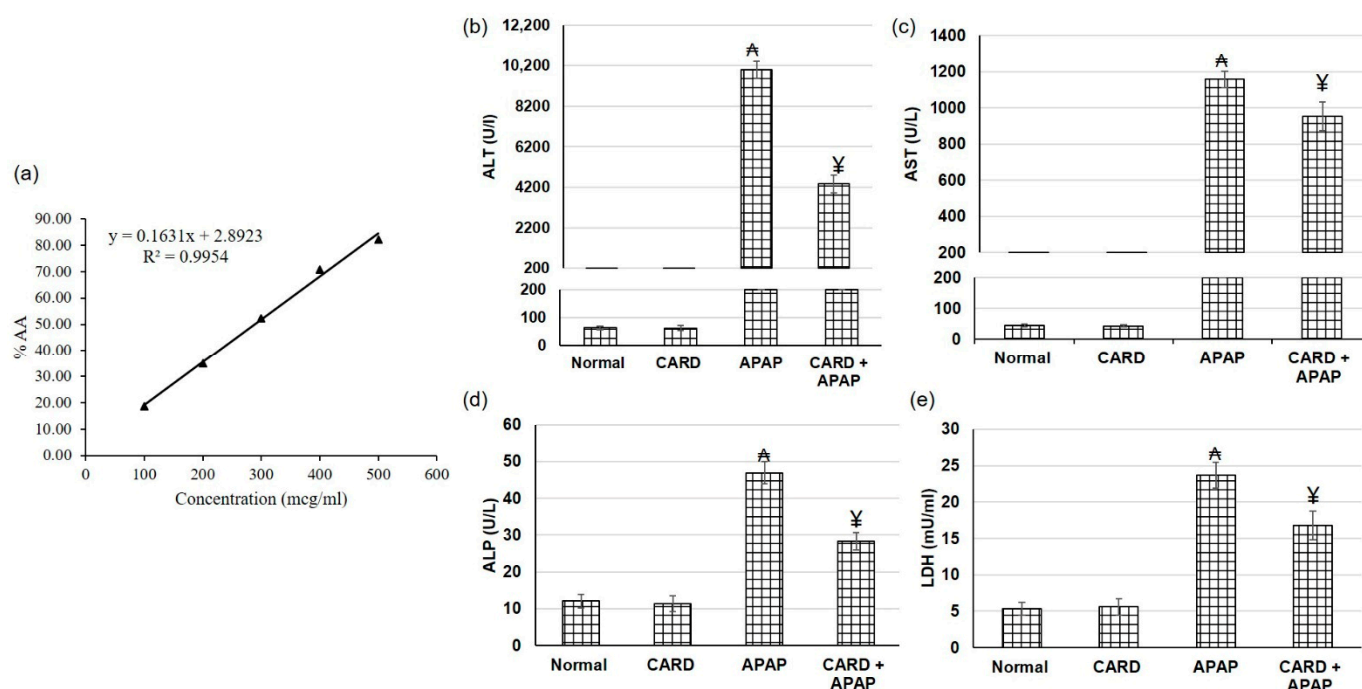 (a)
90.00
80.00
70.00
60.00
50.00
40.00
30.00
20.00
10.00
0.00
% AA
y = 0.1631x + 2.8923
R² = 0.9954
0 100 200 300 400 500 600
Concentration (mcg/ml)
(b)
12,200
10,200
8200
6200
4200
2200
200
200
100
0
ALT (U/l)
₳
¥
Normal CARD APAP CARD +
APAP
(c)
1400
1200
1000
800
600
400
200
200
100
0
AST (U/L)
₳
¥
Normal CARD APAP CARD +
APAP
(d)
60
50
40
30
20
10
0
ALP (U/L)
₳
¥
Normal CARD APAP CARD +
APAP
(e)
30
25
20
15
10
5
0
LDH (mU/ml)
₳
¥
Normal CARD APAP CARD +
APAP